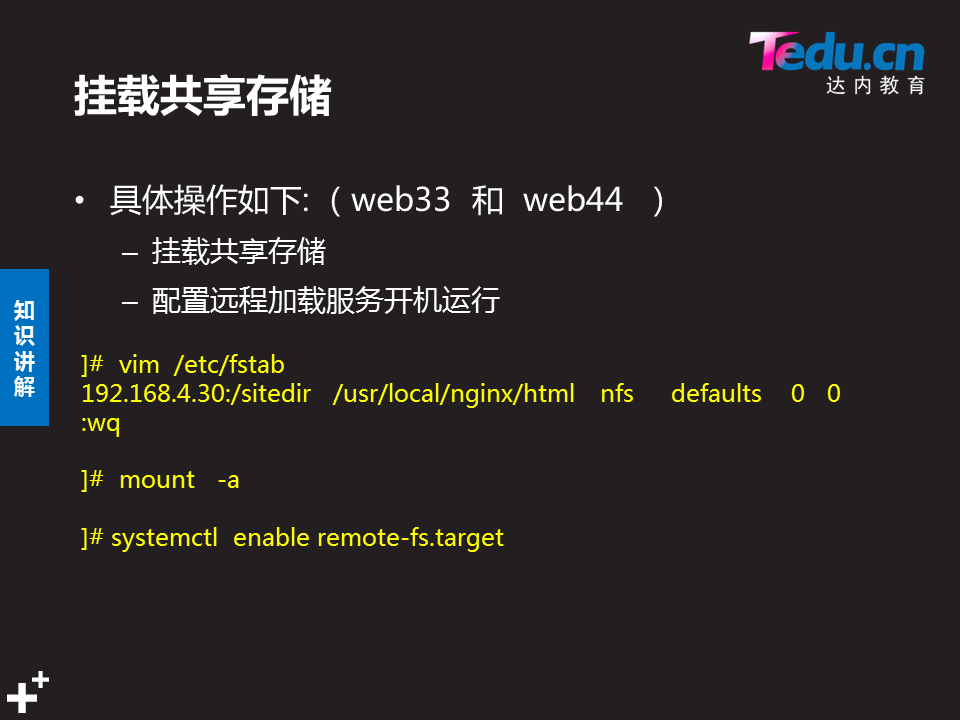 Tedu.cn
达内教育
挂载共享存储
• 具体操作如下:（ web33 和 web44 ）
– 挂载共享存储
– 配置远程加载服务开机运行
知识讲解
]# vim /etc/fstab
192.168.4.30:/sitedir /usr/local/nginx/html nfs defaults 0 0
:wq
]# mount -a
]# systemctl enable remote-fs.target